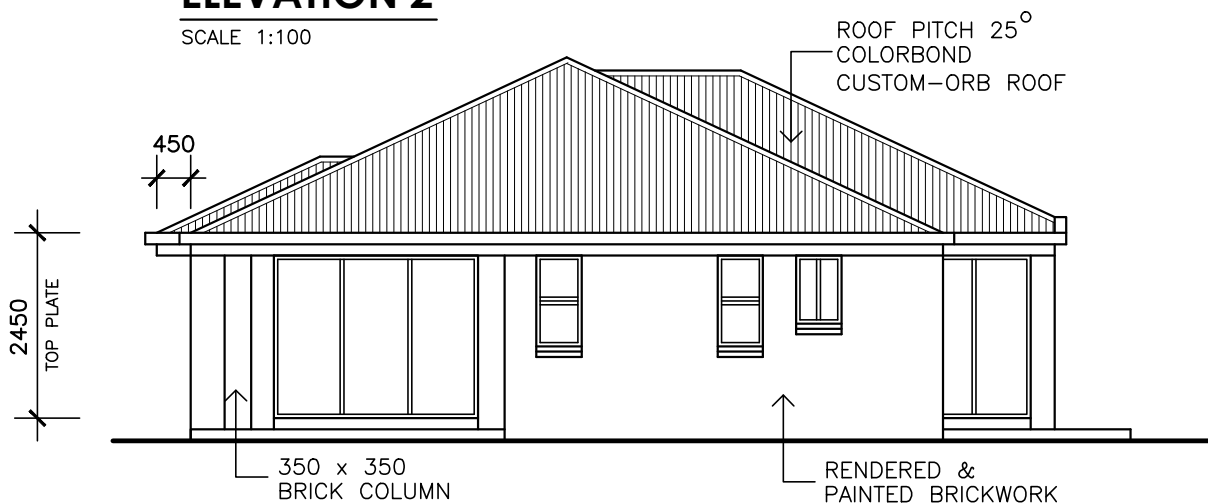 ELEVATION 2
SCALE 1:100
ROOF PITCH 25°
COLORBOND
CUSTOM-ORB ROOF
450
2450
TOP PLATE
350 x 350
BRICK COLUMN
RENDERED &
PAINTED BRICKWORK